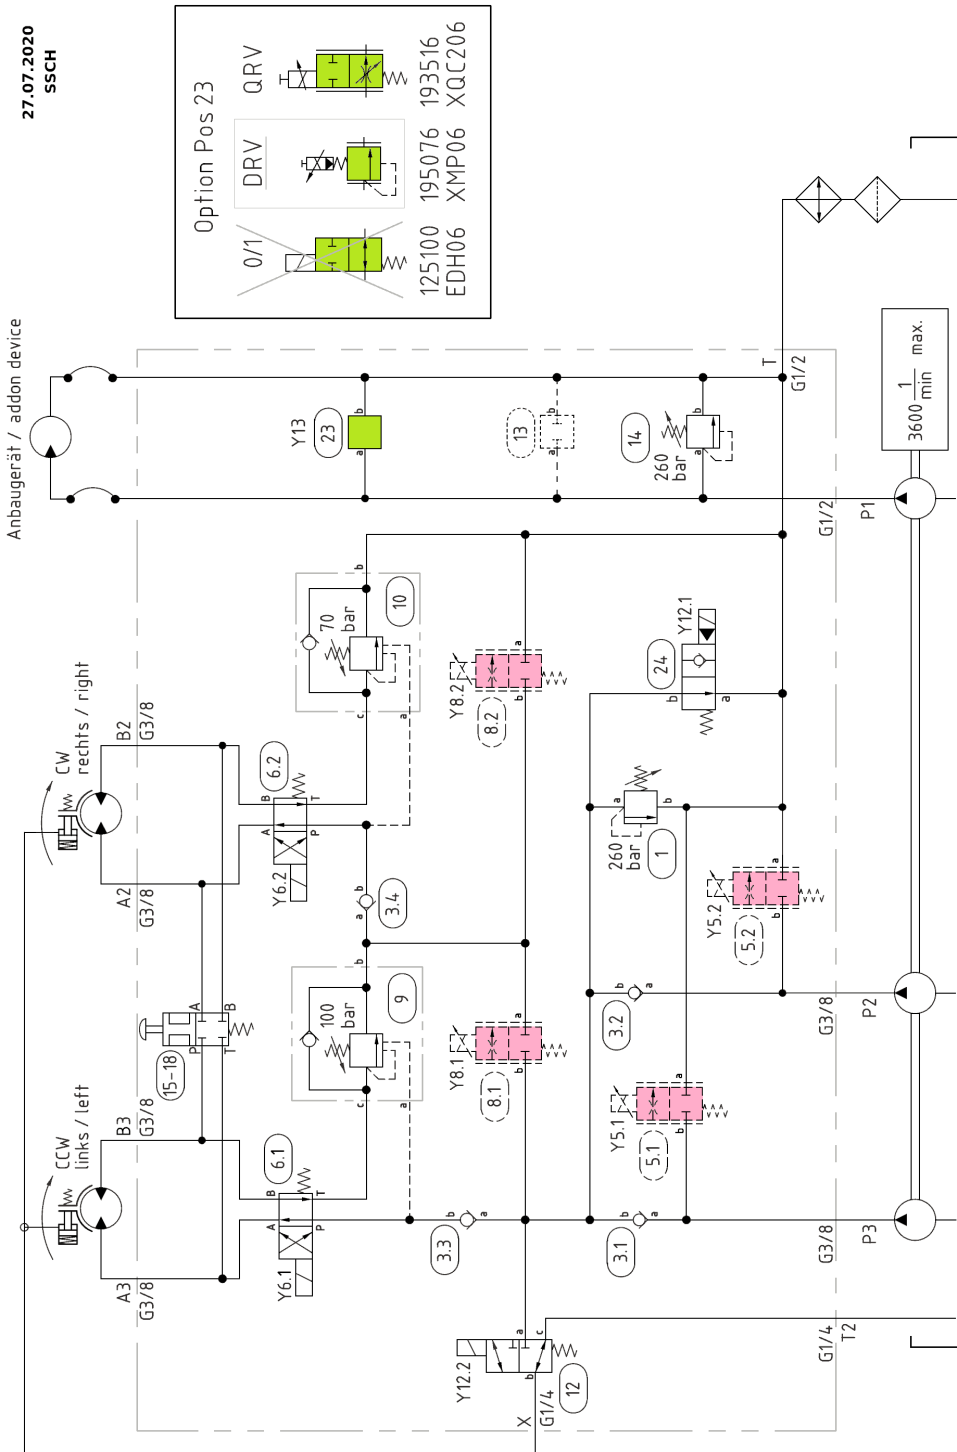 27.07.2020
SSCH
Option Pos 23
0/1
DRV
QRV
125100
EDH06
195076
XMP06
193516
XQC206
Anbaugerät / addon device
Y13
23
a
b
13
a
b
14
260
bar
a
b
T
G1/2
G1/2
P1
3600 1/min max.
CW
rechts / right
B2
G3/8
A2
G3/8
6.2
Y6.2
A
B
P
T
70
bar
10
a
b
c
3.4
a
b
15-18
P
A
T
B
CCW
links / left
B3
G3/8
A3
G3/8
6.1
Y6.1
A
B
P
T
100
bar
9
a
b
c
3.3
a
b
Y8.2
8.2
a
b
Y8.1
8.1
a
b
Y12.1
24
a
b
260
bar
1
a
b
Y5.2
5.2
a
b
3.2
a
b
Y5.1
5.1
a
b
3.1
a
b
G3/8
P2
G3/8
P3
Y12.2
12
a
b
c
X
G1/4
G1/4
T2